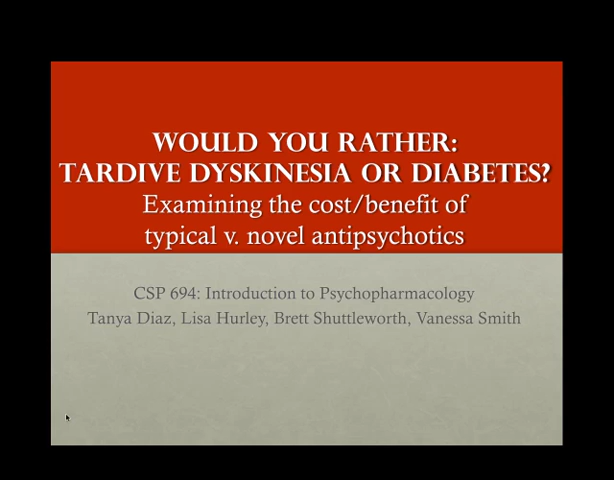 WOULD YOU RATHER:
TARDIVE DYSKINESIA OR DIABETES?
Examining the cost/benefit of
typical v. novel antipsychotics
CSP 694: Introduction to Psychopharmacology
Tanya Diaz, Lisa Hurley, Brett Shuttleworth, Vanessa Smith